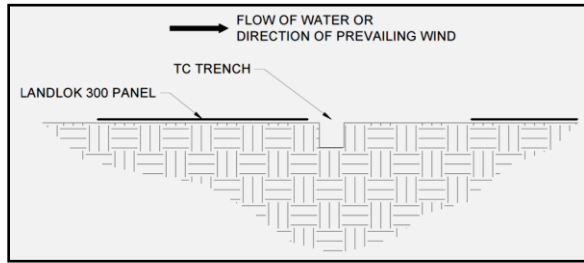 FLOW OF WATER OR
DIRECTION OF PREVAILING WIND
TC TRENCH
LANDLOK 300 PANEL